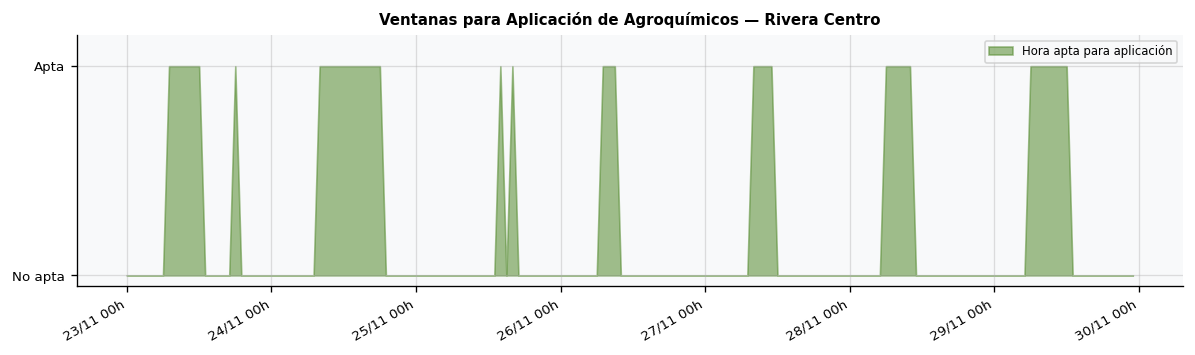 Ventanas para Aplicación de Agroquímicos — Rivera Centro
Hora apta para aplicación
Apta
No apta
23/11 00h
24/11 00h
25/11 00h
26/11 00h
27/11 00h
28/11 00h
29/11 00h
30/11 00h